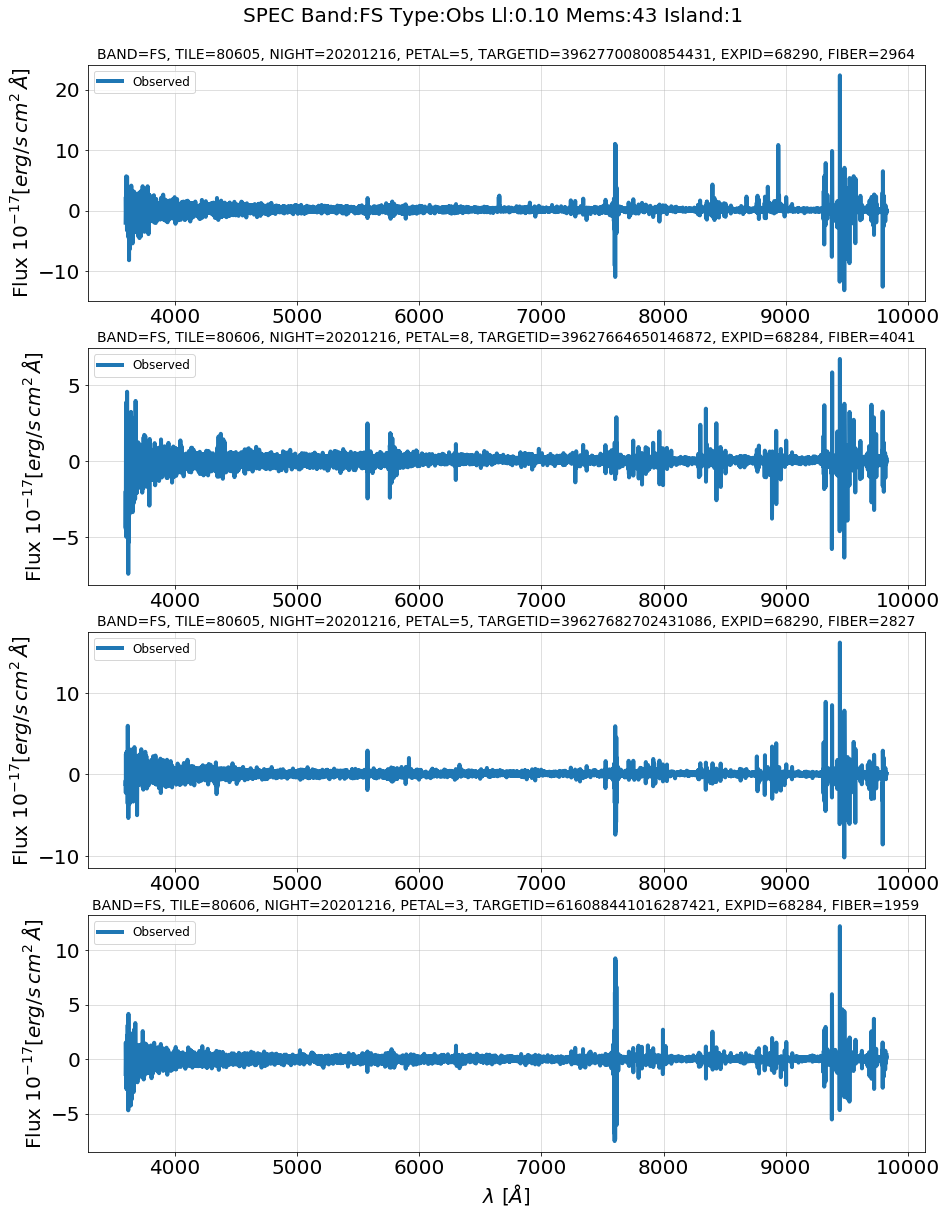 SPEC Band:FS Type:Obs Ll:0.10 Mems:43 Island:1
BAND=FS, TILE=80605, NIGHT=20201216, PETAL=5, TARGETID=39627700800854431, EXPID=68290, FIBER=2964
Observed
20
10
0
−10
Flux 10⁻¹⁷[erg/s cm² Å]
4000 5000 6000 7000 8000 9000 10000
BAND=FS, TILE=80606, NIGHT=20201216, PETAL=8, TARGETID=39627664650146872, EXPID=68284, FIBER=4041
Observed
5
0
−5
Flux 10⁻¹⁷[erg/s cm² Å]
4000 5000 6000 7000 8000 9000 10000
BAND=FS, TILE=80605, NIGHT=20201216, PETAL=5, TARGETID=39627682702431086, EXPID=68290, FIBER=2827
Observed
10
0
−10
Flux 10⁻¹⁷[erg/s cm² Å]
4000 5000 6000 7000 8000 9000 10000
BAND=FS, TILE=80606, NIGHT=20201216, PETAL=3, TARGETID=616088441016287421, EXPID=68284, FIBER=1959
Observed
10
5
0
−5
Flux 10⁻¹⁷[erg/s cm² Å]
4000 5000 6000 7000 8000 9000 10000
λ [Å]